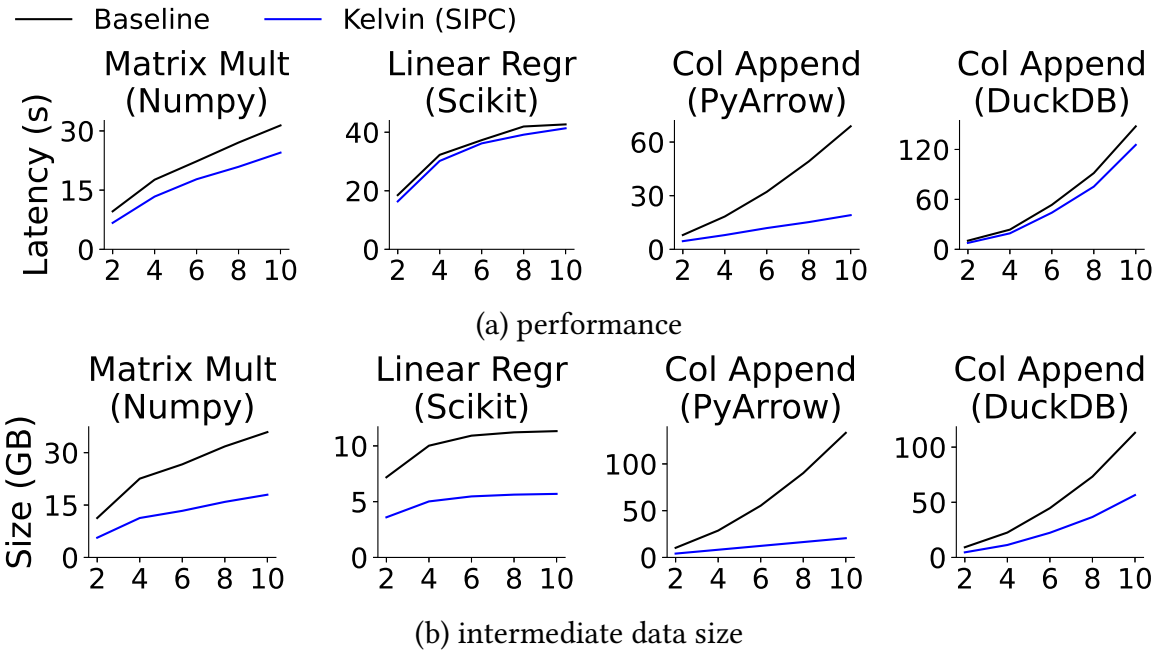 Baseline Kelvin (SIPC)
Matrix Mult
(Numpy)
Linear Regr
(Scikit)
Col Append
(PyArrow)
Col Append
(DuckDB)
Latency (s)
30
15
0
2 4 6 8 10
40
20
0
2 4 6 8 10
60
30
0
2 4 6 8 10
120
60
0
2 4 6 8 10
(a) performance
Matrix Mult
(Numpy)
Linear Regr
(Scikit)
Col Append
(PyArrow)
Col Append
(DuckDB)
Size (GB)
30
15
0
2 4 6 8 10
10
5
0
2 4 6 8 10
100
50
0
2 4 6 8 10
100
50
0
2 4 6 8 10
(b) intermediate data size